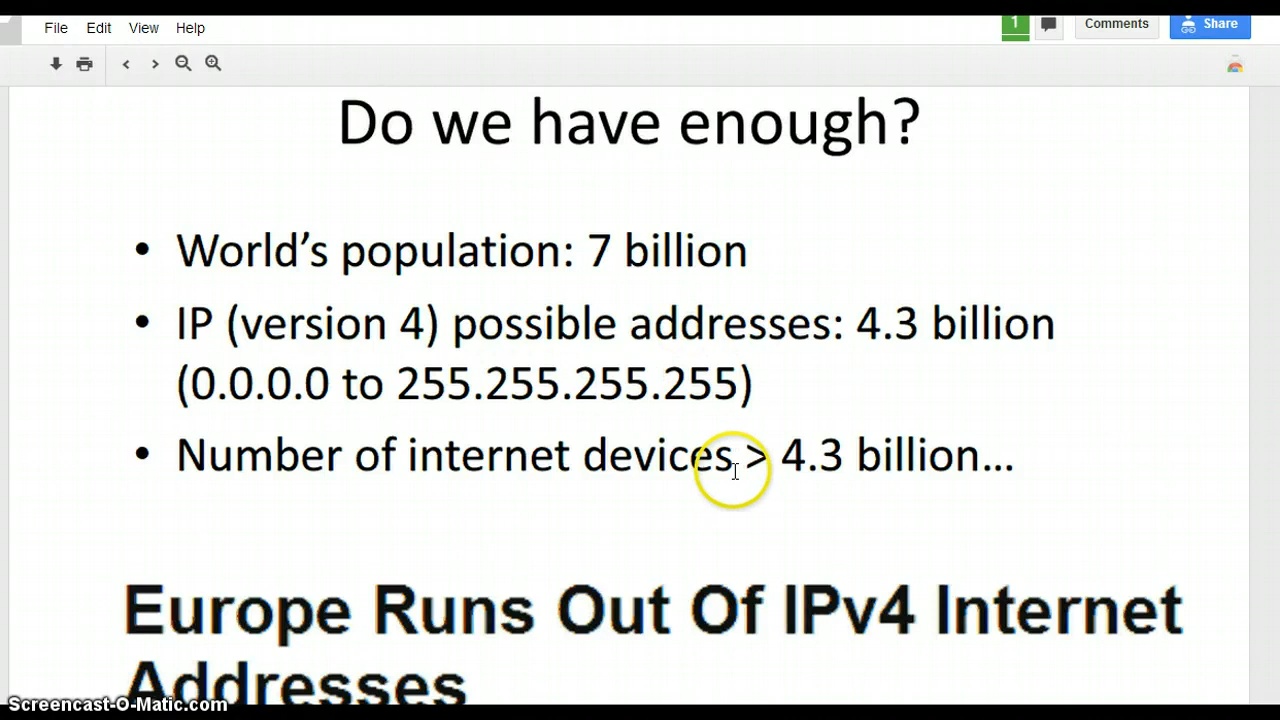 File Edit View Help
1 Comments Share
Do we have enough?
• World's population: 7 billion
• IP (version 4) possible addresses: 4.3 billion
(0.0.0.0 to 255.255.255.255)
• Number of internet devices > 4.3 billion...
Europe Runs Out Of IPv4 Internet
Addresses
Screencast-O-Matic.com